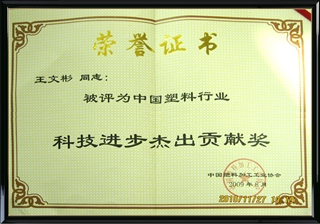 荣誉证书
王文彬 同志：
被评为中国塑料行业
科技进步杰出贡献奖
中国塑料加工工业协会
2009年8月
2010/11/27